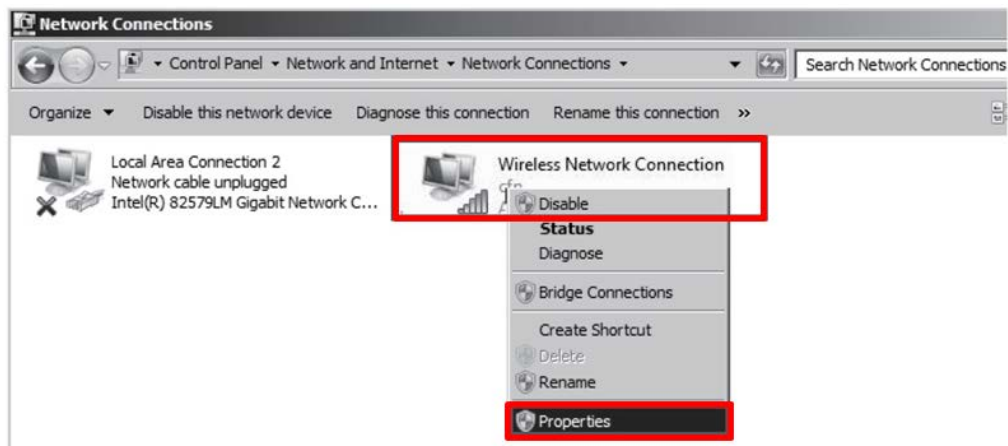 Network Connections
Control Panel Network and Internet Network Connections
Search Network Connections
Organize Disable this network device Diagnose this connection Rename this connection »
Local Area Connection 2
Network cable unplugged
Intel(R) 82579LM Gigabit Network C...
Wireless Network Connection
Disable
Status
Diagnose
Bridge Connections
Create Shortcut
Delete
Rename
Properties